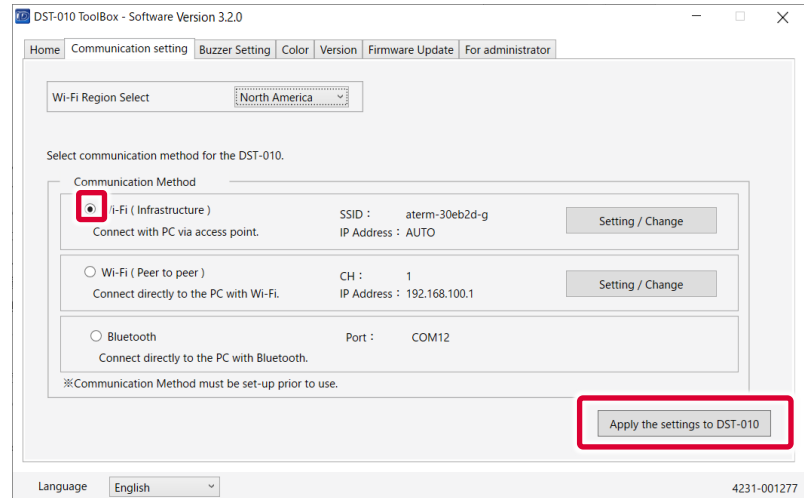 DST-010 ToolBox - Software Version 3.2.0
Home Communication setting Buzzer Setting Color Version Firmware Update For administrator
Wi-Fi Region Select North America
Select communication method for the DST-010.
Communication Method
i-Fi ( Infrastructure ) SSID : aterm-30eb2d-g Setting / Change
Connect with PC via access point. IP Address : AUTO
Wi-Fi ( Peer to peer ) CH : 1 Setting / Change
Connect directly to the PC with Wi-Fi. IP Address : 192.168.100.1
Bluetooth Port : COM12
Connect directly to the PC with Bluetooth.
※Communication Method must be set-up prior to use.
Apply the settings to DST-010
Language English 4231-001277